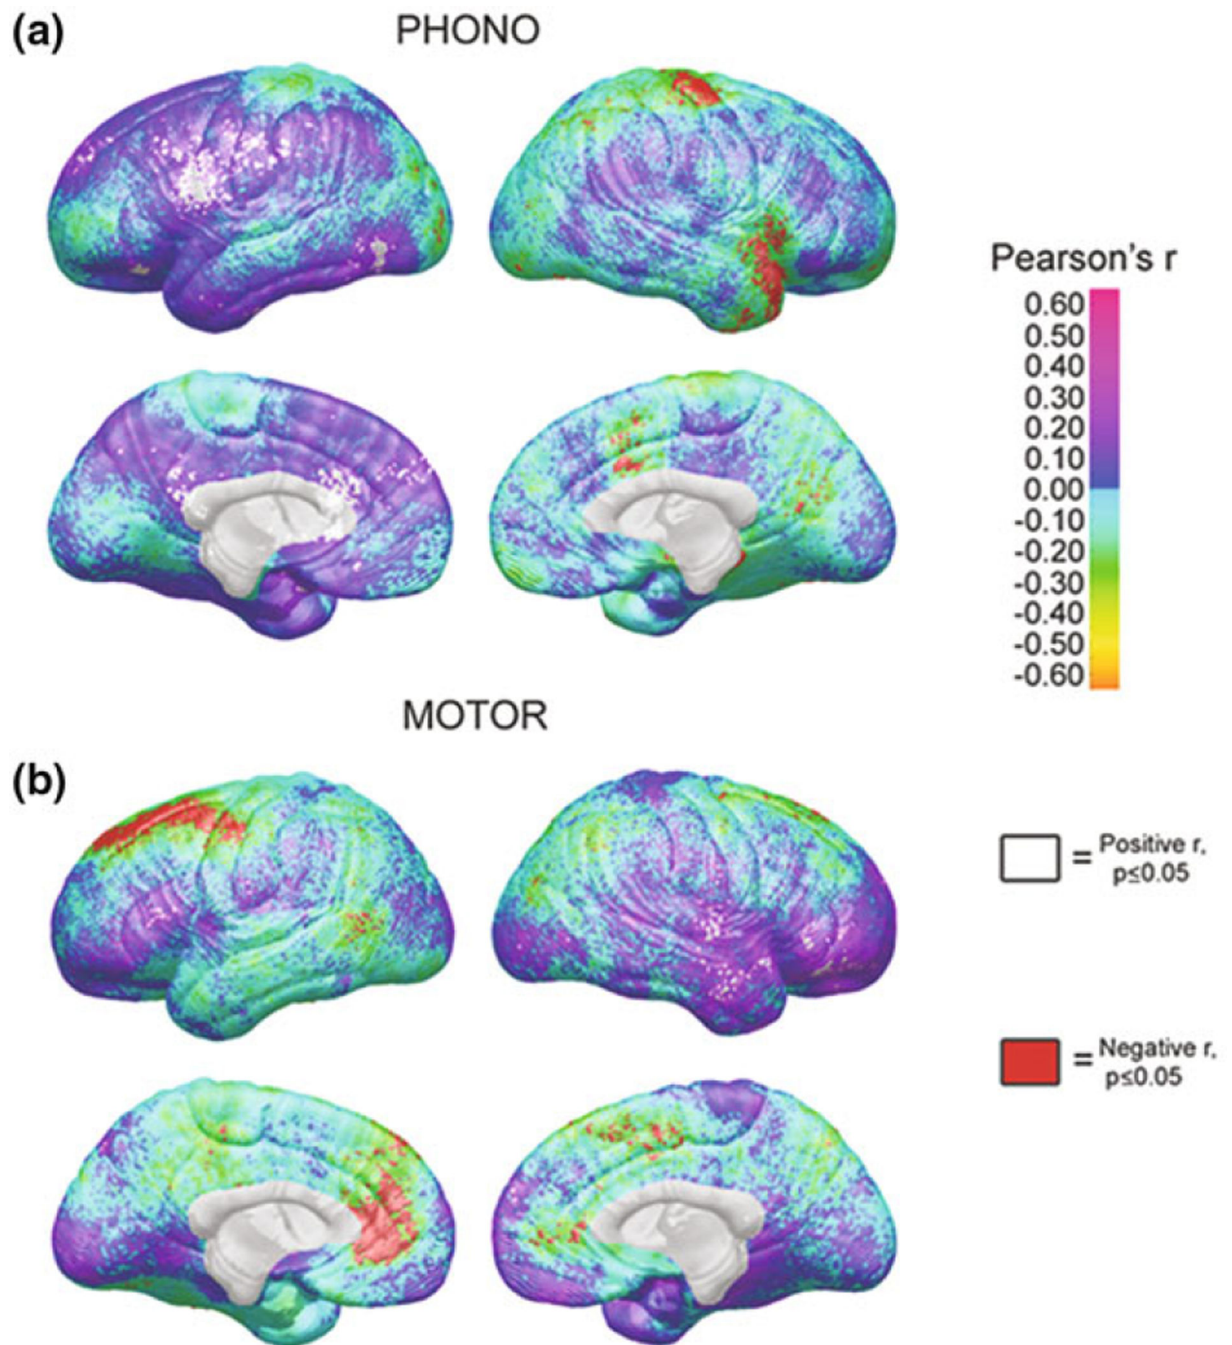 (a)
PHONO
Pearson's r
0.60
0.50
0.40
0.30
0.20
0.10
0.00
-0.10
-0.20
-0.30
-0.40
-0.50
-0.60
MOTOR
(b)
= Positive r,
p≤0.05
= Negative r,
p≤0.05